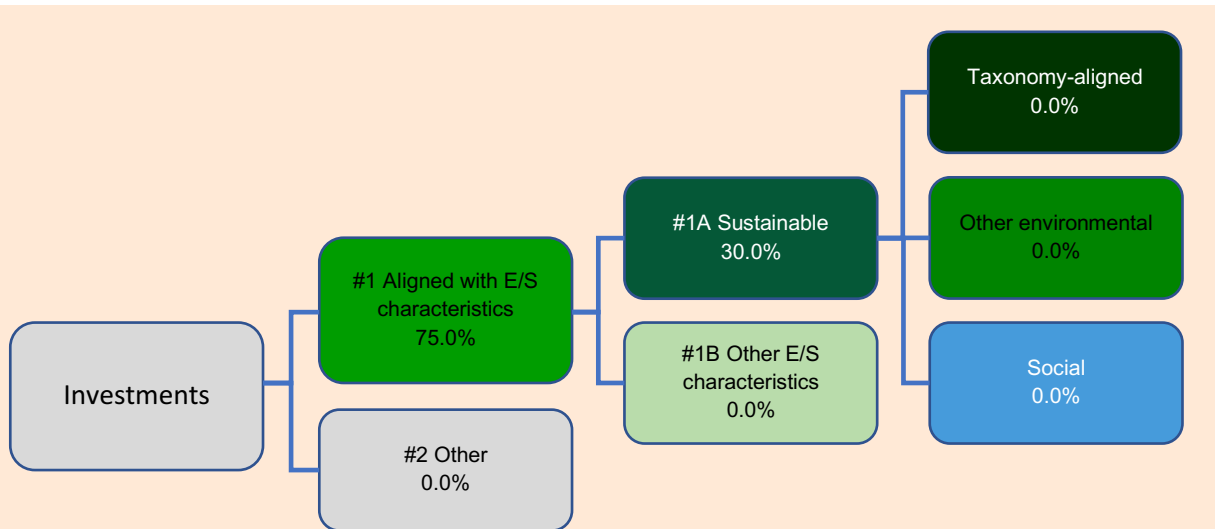 Investments
#1 Aligned with E/S
characteristics
75.0%
#2 Other
0.0%
#1A Sustainable
30.0%
#1B Other E/S
characteristics
0.0%
Taxonomy-aligned
0.0%
Other environmental
0.0%
Social
0.0%